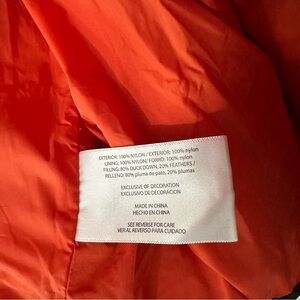 EXTERIOR: 100% NYLON / EXTERIOR: 100% nylon
LINING: 100% NYLON/ FORRO: 100% nylon
FILLING: 80% DUCK DOWN, 20% FEATHERS /
RELLENO: 80% pluma de pato, 20% plumas
EXCLUSIVE OF DECORATION
EXCLUSIVO DE DECORACION
MADE IN CHINA
HECHO EN CHINA
SEE REVERSE FOR CARE
VER AL REVERSO PARA CUIDADO